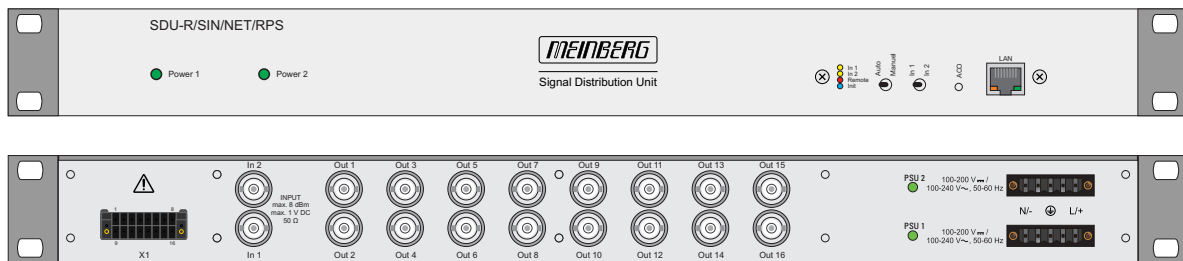 SDU-R/SIN/NET/RPS
MEINBERG
Signal Distribution Unit
Power 1
Power 2
In 1
In 2
Remote
Init
Auto
Manual
In 1
In 2
ACO
LAN
In 2
Out 1
Out 3
Out 5
Out 7
Out 9
Out 11
Out 13
Out 15
1
8
9
16
X1
INPUT
max. 8 dBm
max. 1 V DC
50 Ω
In 1
Out 2
Out 4
Out 6
Out 8
Out 10
Out 12
Out 14
Out 16
PSU 2
100-200 V⎓ /
100-240 V~, 50-60 Hz
N/-
L/+
PSU 1
100-200 V⎓ /
100-240 V~, 50-60 Hz